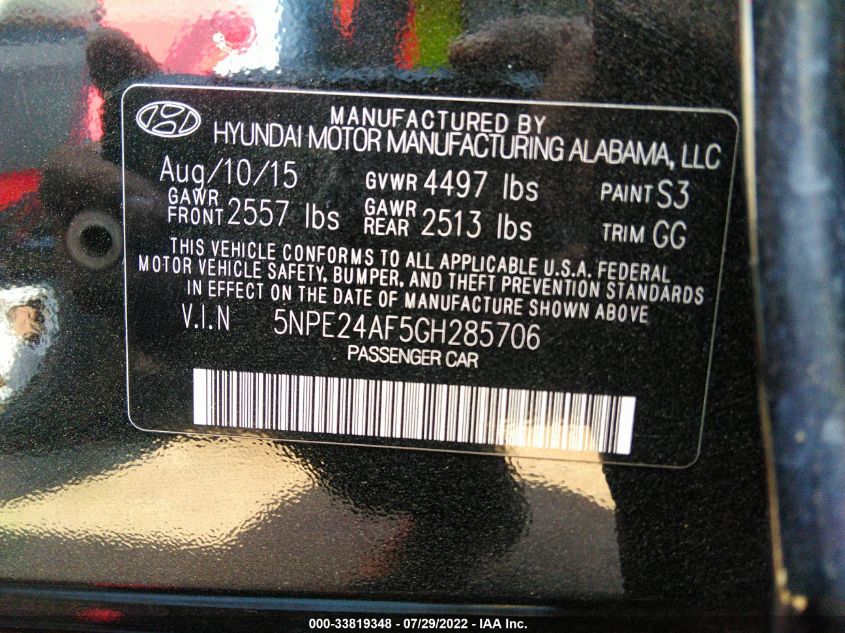 MANUFACTURED BY
HYUNDAI MOTOR MANUFACTURING ALABAMA, LLC
Aug/10/15 GVWR 4497 lbs PAINT S3
GAWR FRONT 2557 lbs GAWR REAR 2513 lbs TRIM GG
THIS VEHICLE CONFORMS TO ALL APPLICABLE U.S.A. FEDERAL
MOTOR VEHICLE SAFETY, BUMPER, AND THEFT PREVENTION STANDARDS
IN EFFECT ON THE DATE OF MANUFACTURE SHOWN ABOVE
V.I.N 5NPE24AF5GH285706
PASSENGER CAR
000-33819348 - 07/29/2022 - IAA Inc.